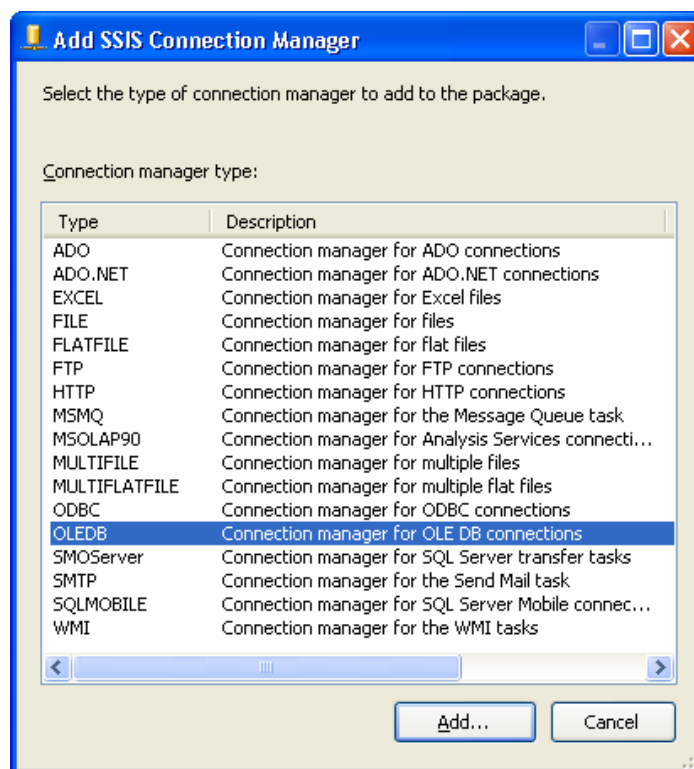 Add SSIS Connection Manager
Select the type of connection manager to add to the package.
Connection manager type:
Type Description
ADO Connection manager for ADO connections
ADO.NET Connection manager for ADO.NET connections
EXCEL Connection manager for Excel files
FILE Connection manager for files
FLATFILE Connection manager for flat files
FTP Connection manager for FTP connections
HTTP Connection manager for HTTP connections
MSMQ Connection manager for the Message Queue task
MSOLAP90 Connection manager for Analysis Services connecti...
MULTIFILE Connection manager for multiple files
MULTIFLATFILE Connection manager for multiple flat files
ODBC Connection manager for ODBC connections
OLEDB Connection manager for OLE DB connections
SMOServer Connection manager for SQL Server transfer tasks
SMTP Connection manager for the Send Mail task
SQLMOBILE Connection manager for SQL Server Mobile connec...
WMI Connection manager for the WMI tasks
Add... Cancel